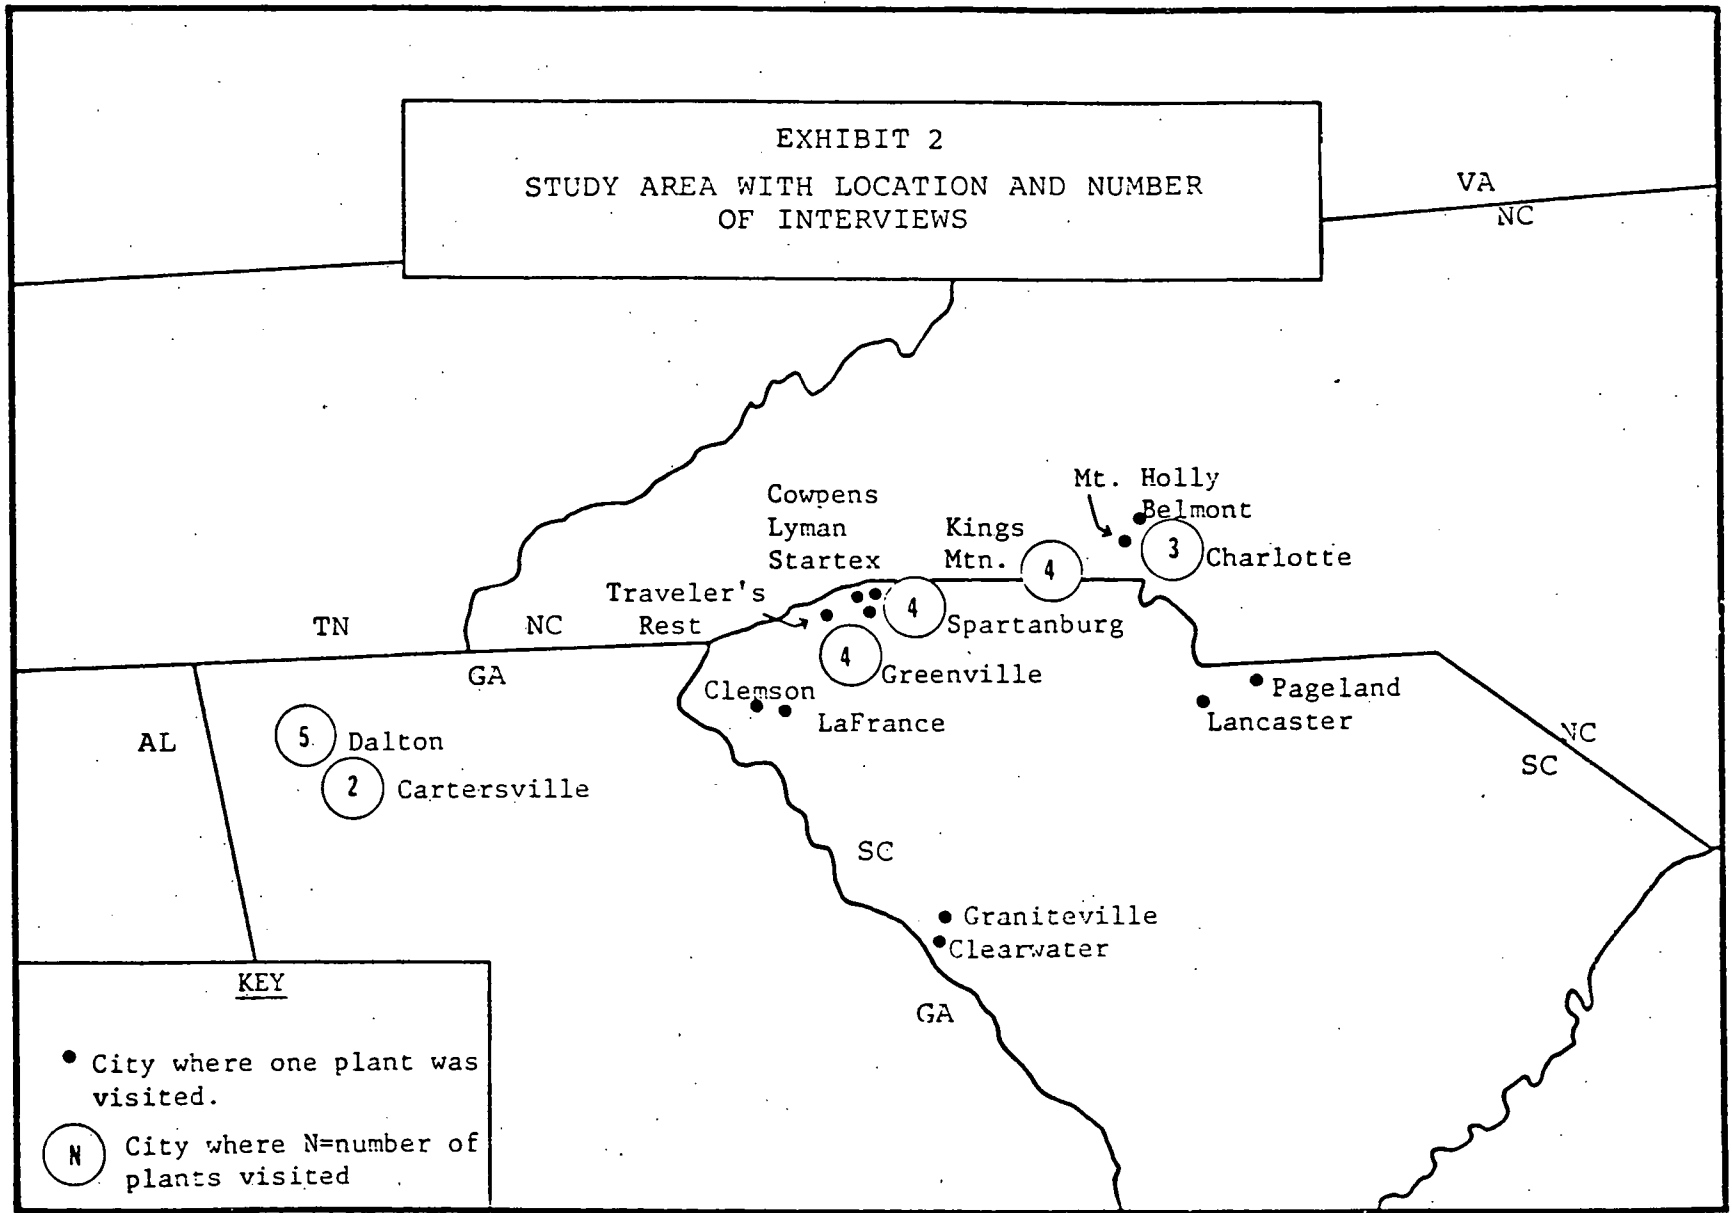 EXHIBIT 2
STUDY AREA WITH LOCATION AND NUMBER
OF INTERVIEWS
VA
NC
Mt. Holly
Belmont
3
Charlotte
Cowpens
Lyman
Startex
Kings
Mtn.
4
Traveler's
Rest
4
Spartanburg
4
Greenville
TN
NC
GA
Clemson
LaFrance
Pageland
Lancaster
AL
5
Dalton
2
Cartersville
NC
SC
SC
Graniteville
Clearwater
GA
KEY
City where one plant was
visited.
N
City where N=number of
plants visited